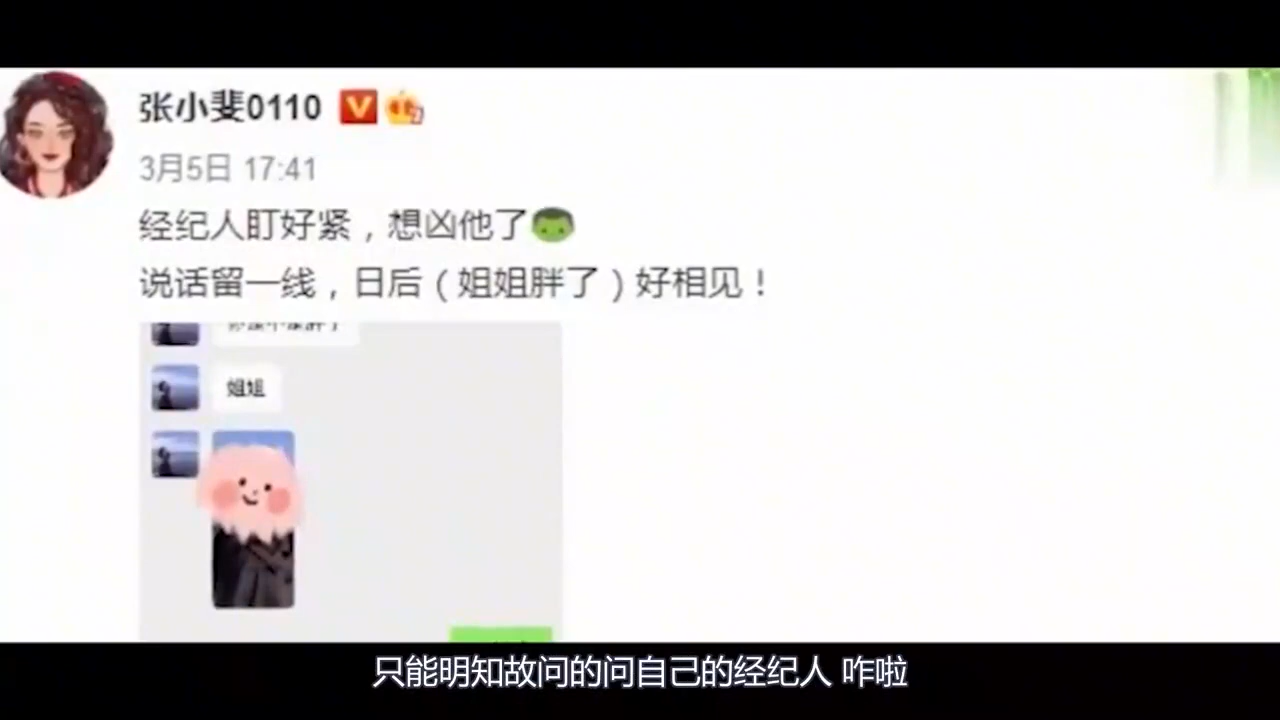 张小斐0110
3月5日 17:41
经纪人盯好紧，想凶他了
说话留一线，日后（姐姐胖了）好相见！
姐姐
只能明知故问的问自己的经纪人 咋啦